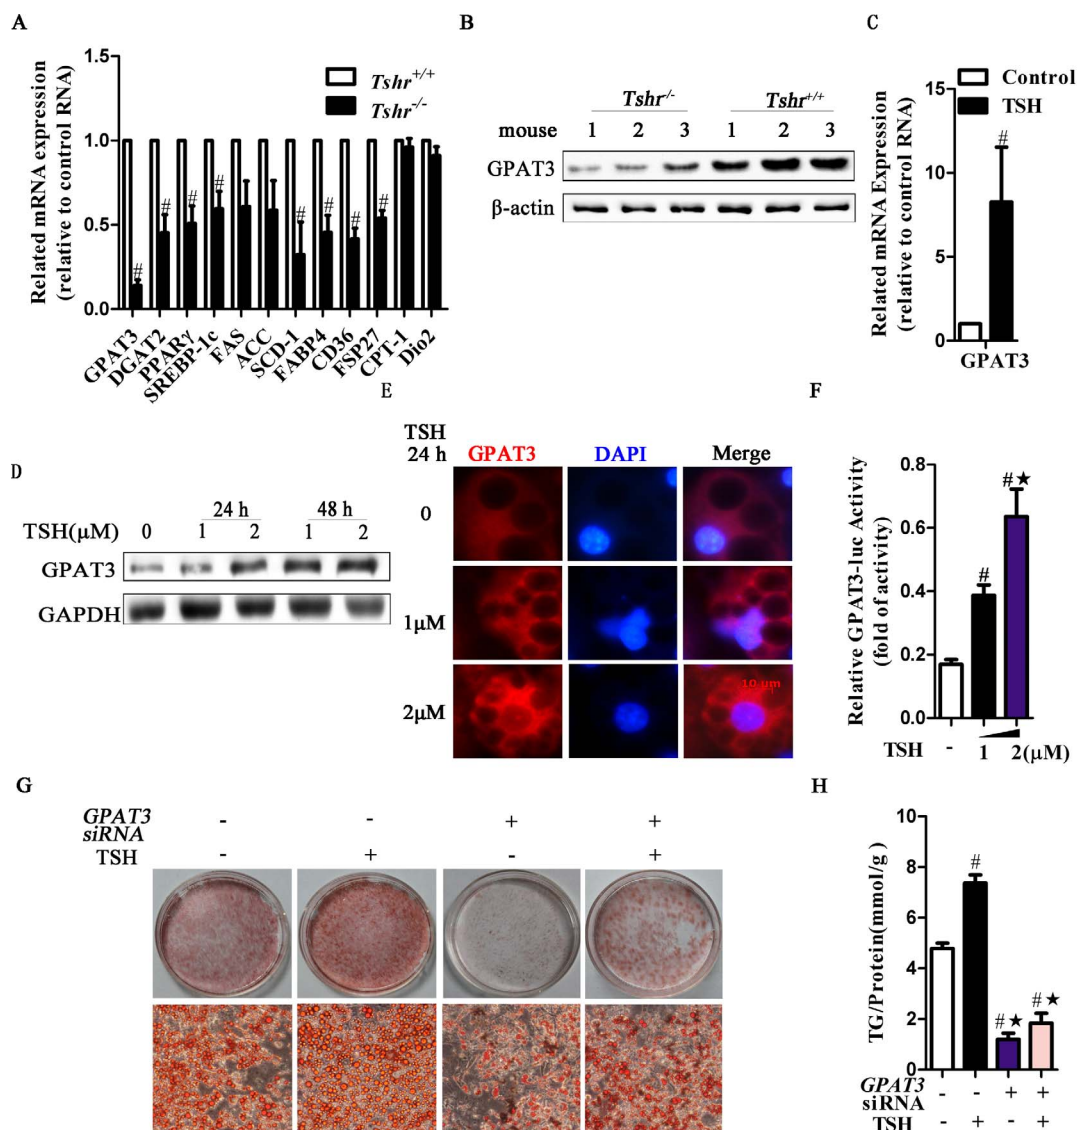 A
Related mRNA expression
(relative to control RNA)
1.5
1.0
0.5
0.0
Tshr+/+
Tshr-/-
# # # # # # # #
GPAT3
DGAT2
PPARγ
SREBP-1c
FAS
ACC
SCD-1
FABP4
CD36
FSP27
CPT-1
Dio2
B
Tshr-/- Tshr+/+
mouse 1 2 3 1 2 3
GPAT3
β-actin
C
Related mRNA Expression
(relative to control RNA)
15
10
5
0
Control
TSH
#
GPAT3
D
24 h 48 h
TSH(μM) 0 1 2 1 2
GPAT3
GAPDH
E
TSH
24 h GPAT3 DAPI Merge
0
1μM
2μM
10 um
F
Relative GPAT3-luc Activity
(fold of activity)
0.8
0.6
0.4
0.2
0.0
#
#★
TSH - 1 2(μM)
G
GPAT3 - - + +
siRNA
TSH - + - +
H
TG/Protein(mmol/g)
10
8
6
4
2
0
#
#★
#★
GPAT3 - - + +
siRNA
TSH - + - +